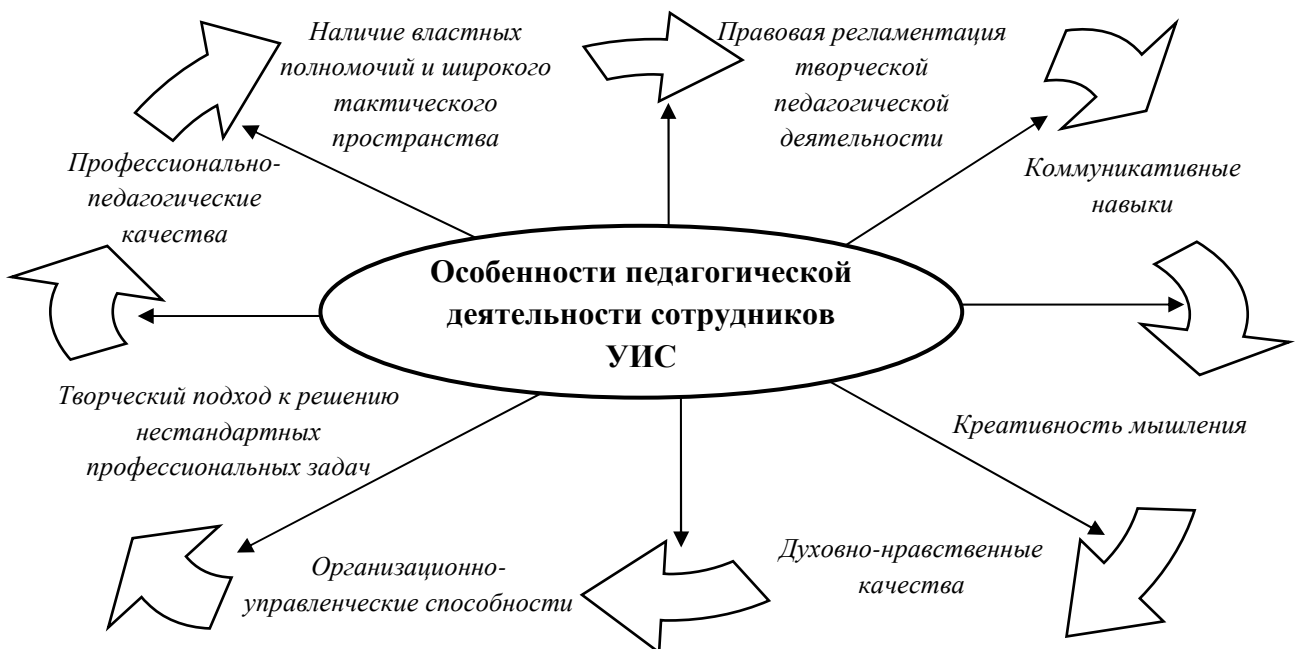 Наличие властных
полномочий и широкого
тактического
пространства
Правовая регламентация
творческой
педагогической
деятельности
Профессионально-
педагогические
качества
Коммуникативные
навыки
Особенности педагогической
деятельности сотрудников
УИС
Творческий подход к решению
нестандартных
профессиональных задач
Креативность мышления
Организационно-
управленческие способности
Духовно-нравственные
качества